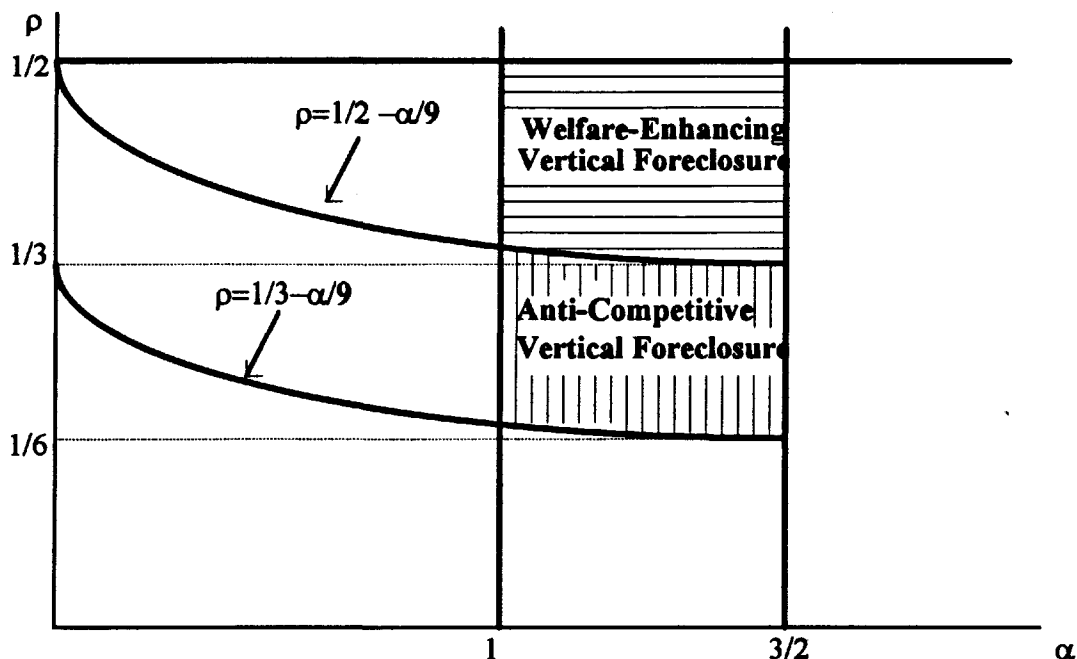 ρ
1/2
ρ=1/2 –α/9
Welfare-Enhancing
Vertical Foreclosure
1/3
ρ=1/3–α/9
Anti-Competitive
Vertical Foreclosure
1/6
1
3/2
α